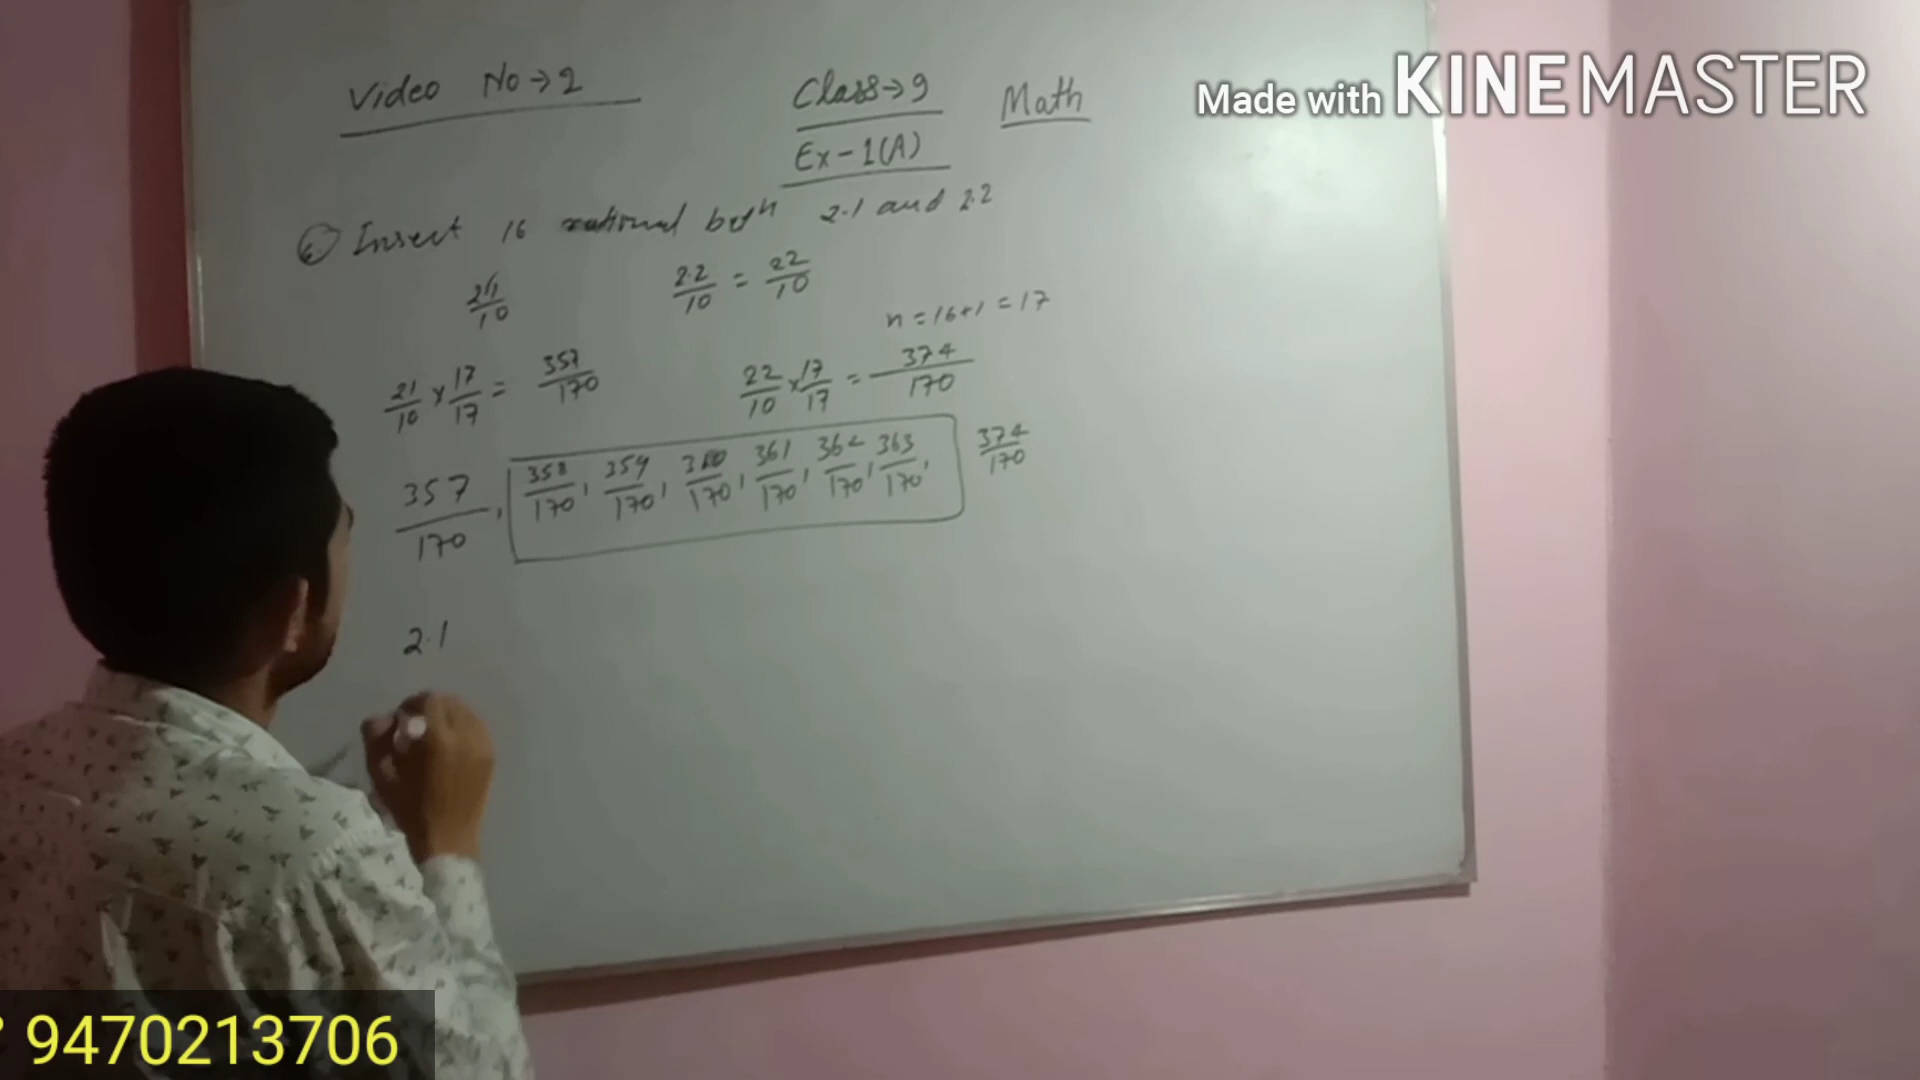 Video No→2 Class→9 Math
Made with KINEMASTER
Ex-1(A)
6 Insert 16 rational betn 2.1 and 2.2
21/10 2.2/10 = 22/10
n = 16+1 = 17
21/10 × 17/17 = 357/170 22/10 × 17/17 = 374/170
357/170, 358/170, 359/170, 360/170, 361/170, 362/170, 363/170, 374/170
2.1
9470213706